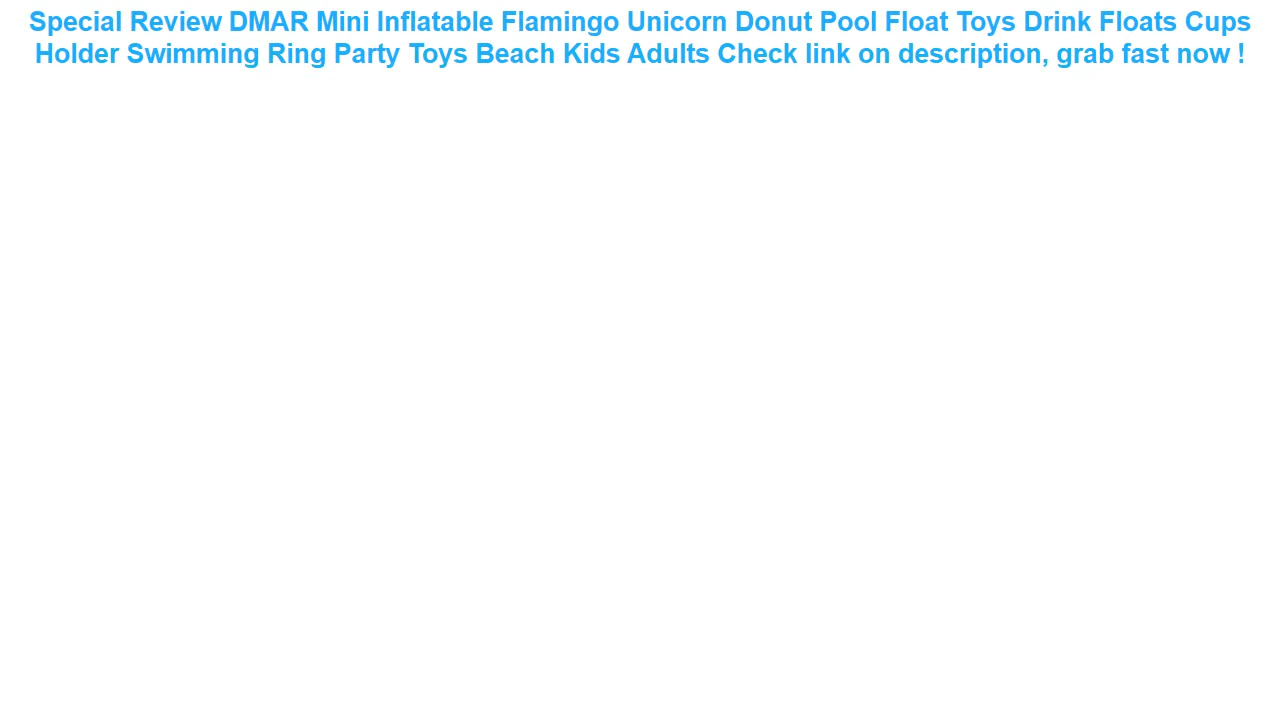 Special Review DMAR Mini Inflatable Flamingo Unicorn Donut Pool Float Toys Drink Floats Cups
Holder Swimming Ring Party Toys Beach Kids Adults Check link on description, grab fast now !